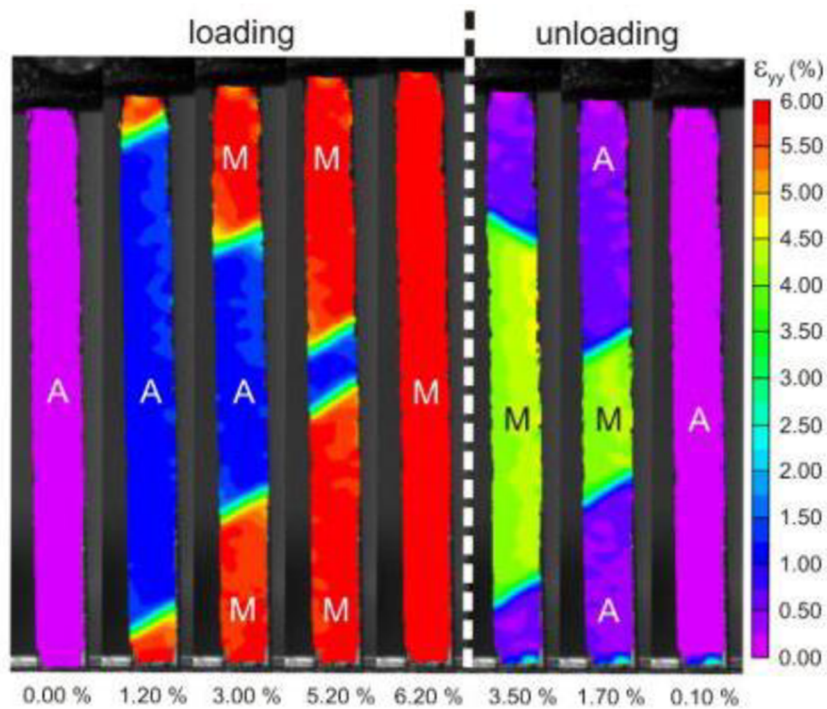 loading
unloading
εyy (%)
6.00
5.50
5.00
4.50
4.00
3.50
3.00
2.50
2.00
1.50
1.00
0.50
0.00
M
M
A
A
A
A
M
M
M
A
M
M
A
0.00 %
1.20 %
3.00 %
5.20 %
6.20 %
3.50 %
1.70 %
0.10 %